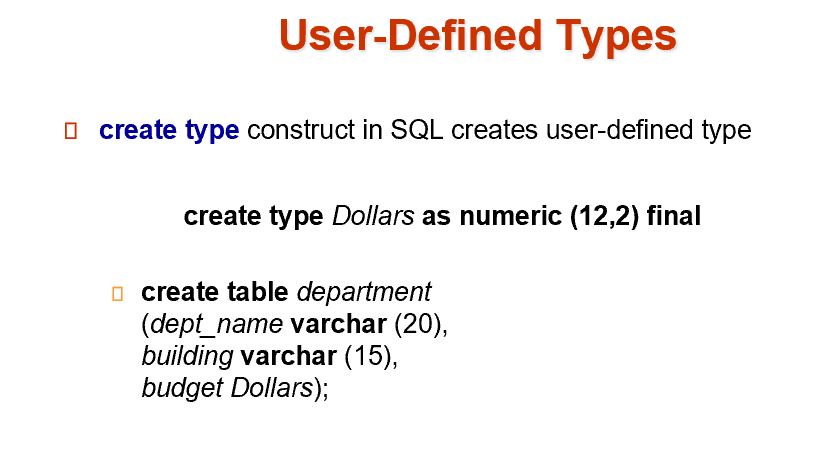 User-Defined Types
create type construct in SQL creates user-defined type
create type Dollars as numeric (12,2) final
create table department
(dept_name varchar (20),
building varchar (15),
budget Dollars);